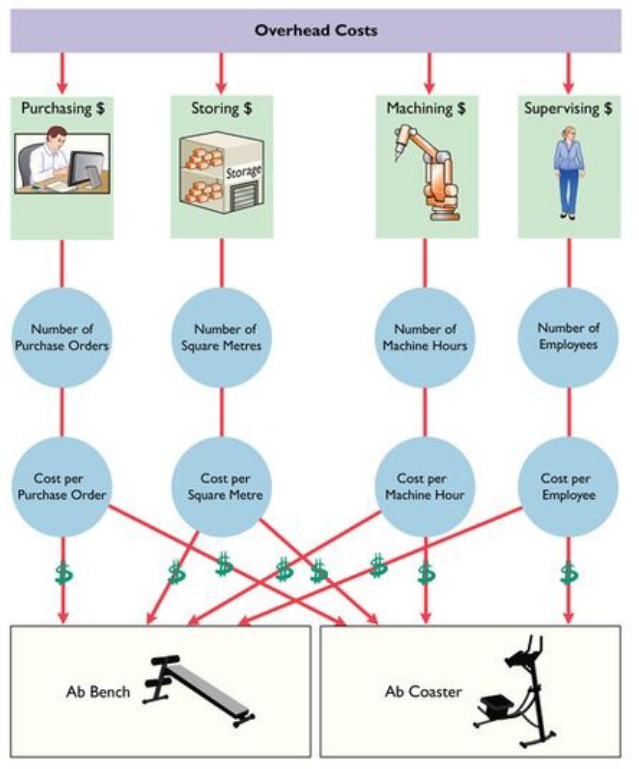 Overhead Costs
Purchasing $
Storing $
Machining $
Supervising $
Storage
Number of
Purchase Orders
Number of
Square Metres
Number of
Machine Hours
Number of
Employees
Cost per
Purchase Order
Cost per
Square Metre
Cost per
Machine Hour
Cost per
Employee
$
$
$
$
$
$
$
$
Ab Bench
Ab Coaster